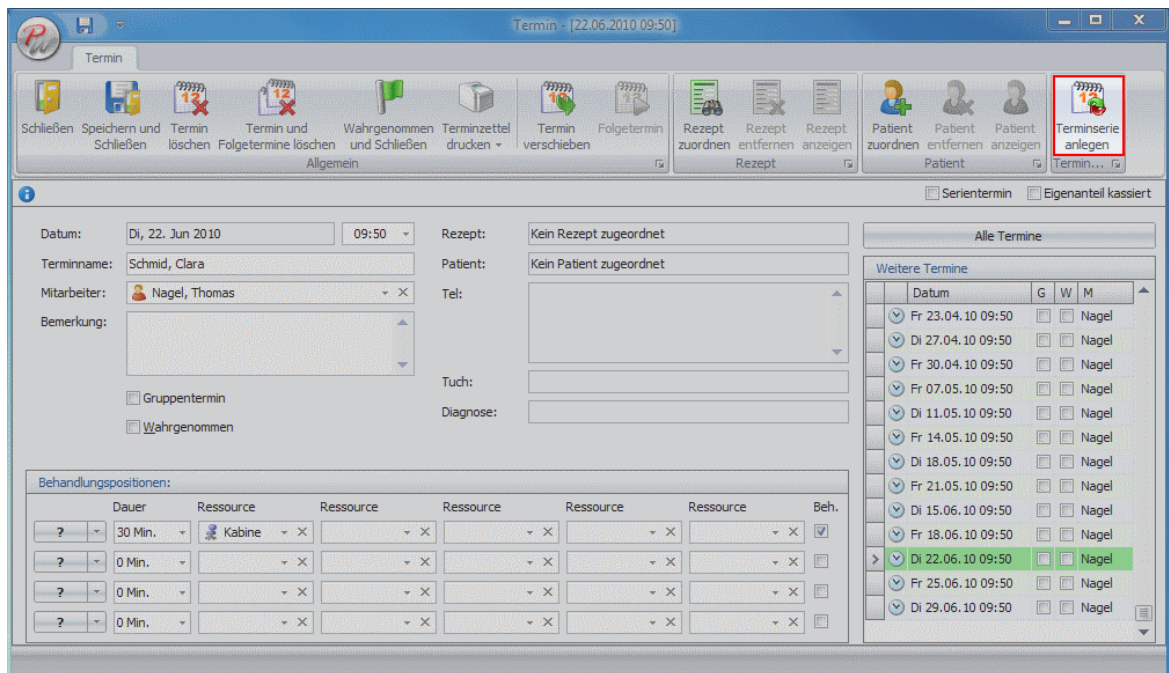 Termin - [22.06.2010 09:50]
Termin
Schließen
Speichern und Schließen
Termin löschen
Termin und Folgetermine löschen
Wahrgenommen und Schließen
Terminzettel drucken
Termin verschieben
Folgetermin
Allgemein
Rezept zuordnen
Rezept entfernen
Rezept anzeigen
Rezept
Patient zuordnen
Patient entfernen
Patient anzeigen
Patient
Terminserie anlegen
Termin...
Serientermin Eigenanteil kassiert
Datum: Di, 22. Jun 2010 09:50
Terminname: Schmid, Clara
Mitarbeiter: Nagel, Thomas
Bemerkung:
Gruppentermin
Wahrgenommen
Rezept: Kein Rezept zugeordnet
Patient: Kein Patient zugeordnet
Tel:
Tuch:
Diagnose:
Alle Termine
Weitere Termine
Datum G W M
Fr 23.04.10 09:50 Nagel
Di 27.04.10 09:50 Nagel
Fr 30.04.10 09:50 Nagel
Fr 07.05.10 09:50 Nagel
Di 11.05.10 09:50 Nagel
Fr 14.05.10 09:50 Nagel
Di 18.05.10 09:50 Nagel
Fr 21.05.10 09:50 Nagel
Di 15.06.10 09:50 Nagel
Fr 18.06.10 09:50 Nagel
Di 22.06.10 09:50 Nagel
Fr 25.06.10 09:50 Nagel
Di 29.06.10 09:50 Nagel
Behandlungspositionen:
Dauer Ressource Ressource Ressource Ressource Ressource Beh.
? 30 Min. Kabine
? 0 Min.
? 0 Min.
? 0 Min.